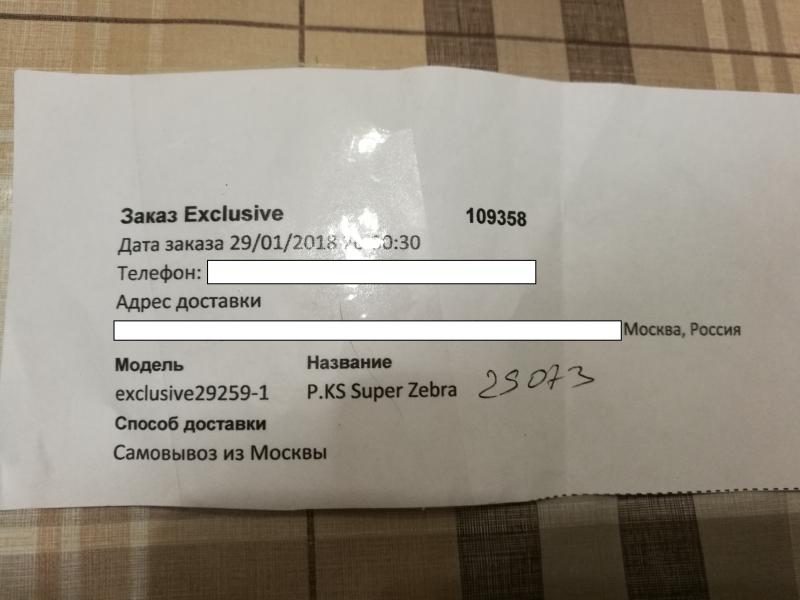 Заказ Exclusive 109358
Дата заказа 29/01/2018
Телефон:
Адрес доставки
Москва, Россия
Модель Название
exclusive29259-1 P.KS Super Zebra 29073
Способ доставки
Самовывоз из Москвы